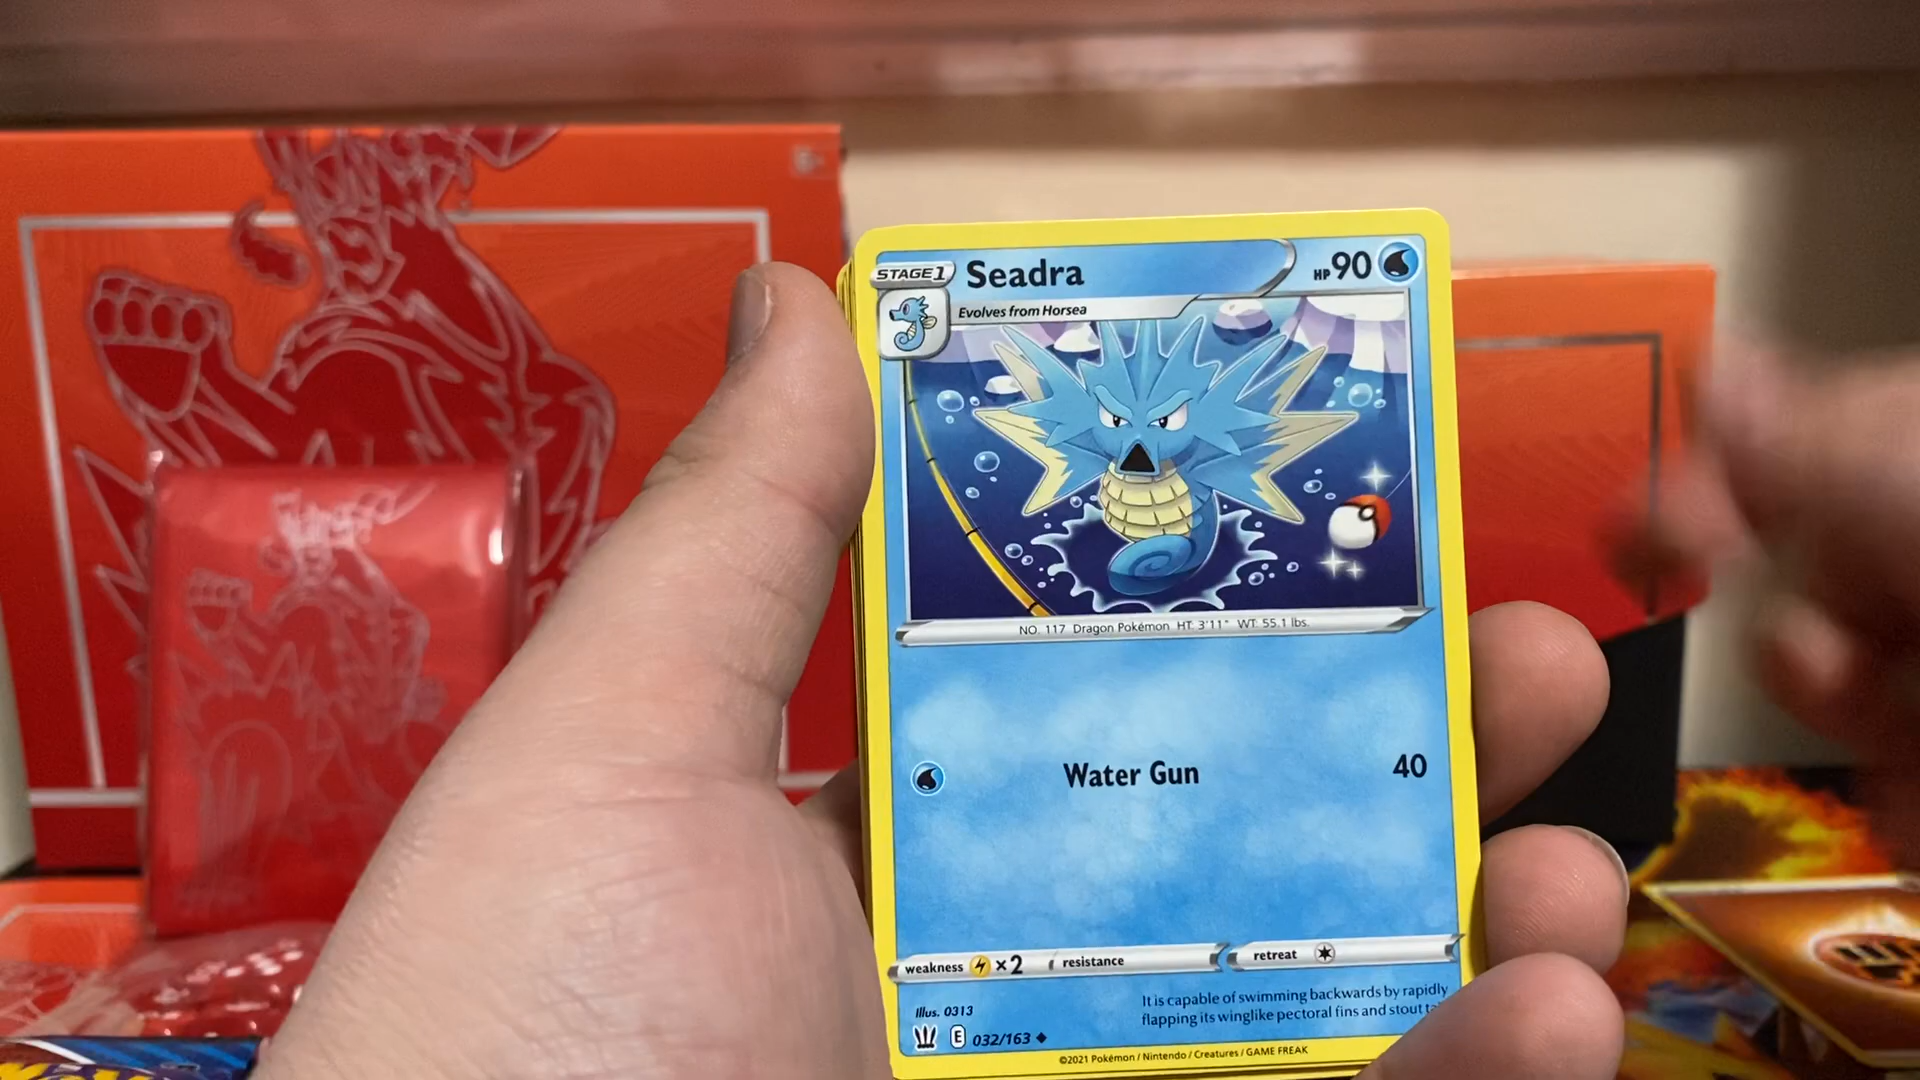 STAGE1 Seadra HP90
Evolves from Horsea
NO. 117 Dragon Pokémon HT: 3'11" WT: 55.1 lbs.
Water Gun 40
weakness ×2 resistance retreat
Illus. 0313
It is capable of swimming backwards by rapidly
flapping its winglike pectoral fins and stout
E 032/163
©2021 Pokémon / Nintendo / Creatures / GAME FREAK